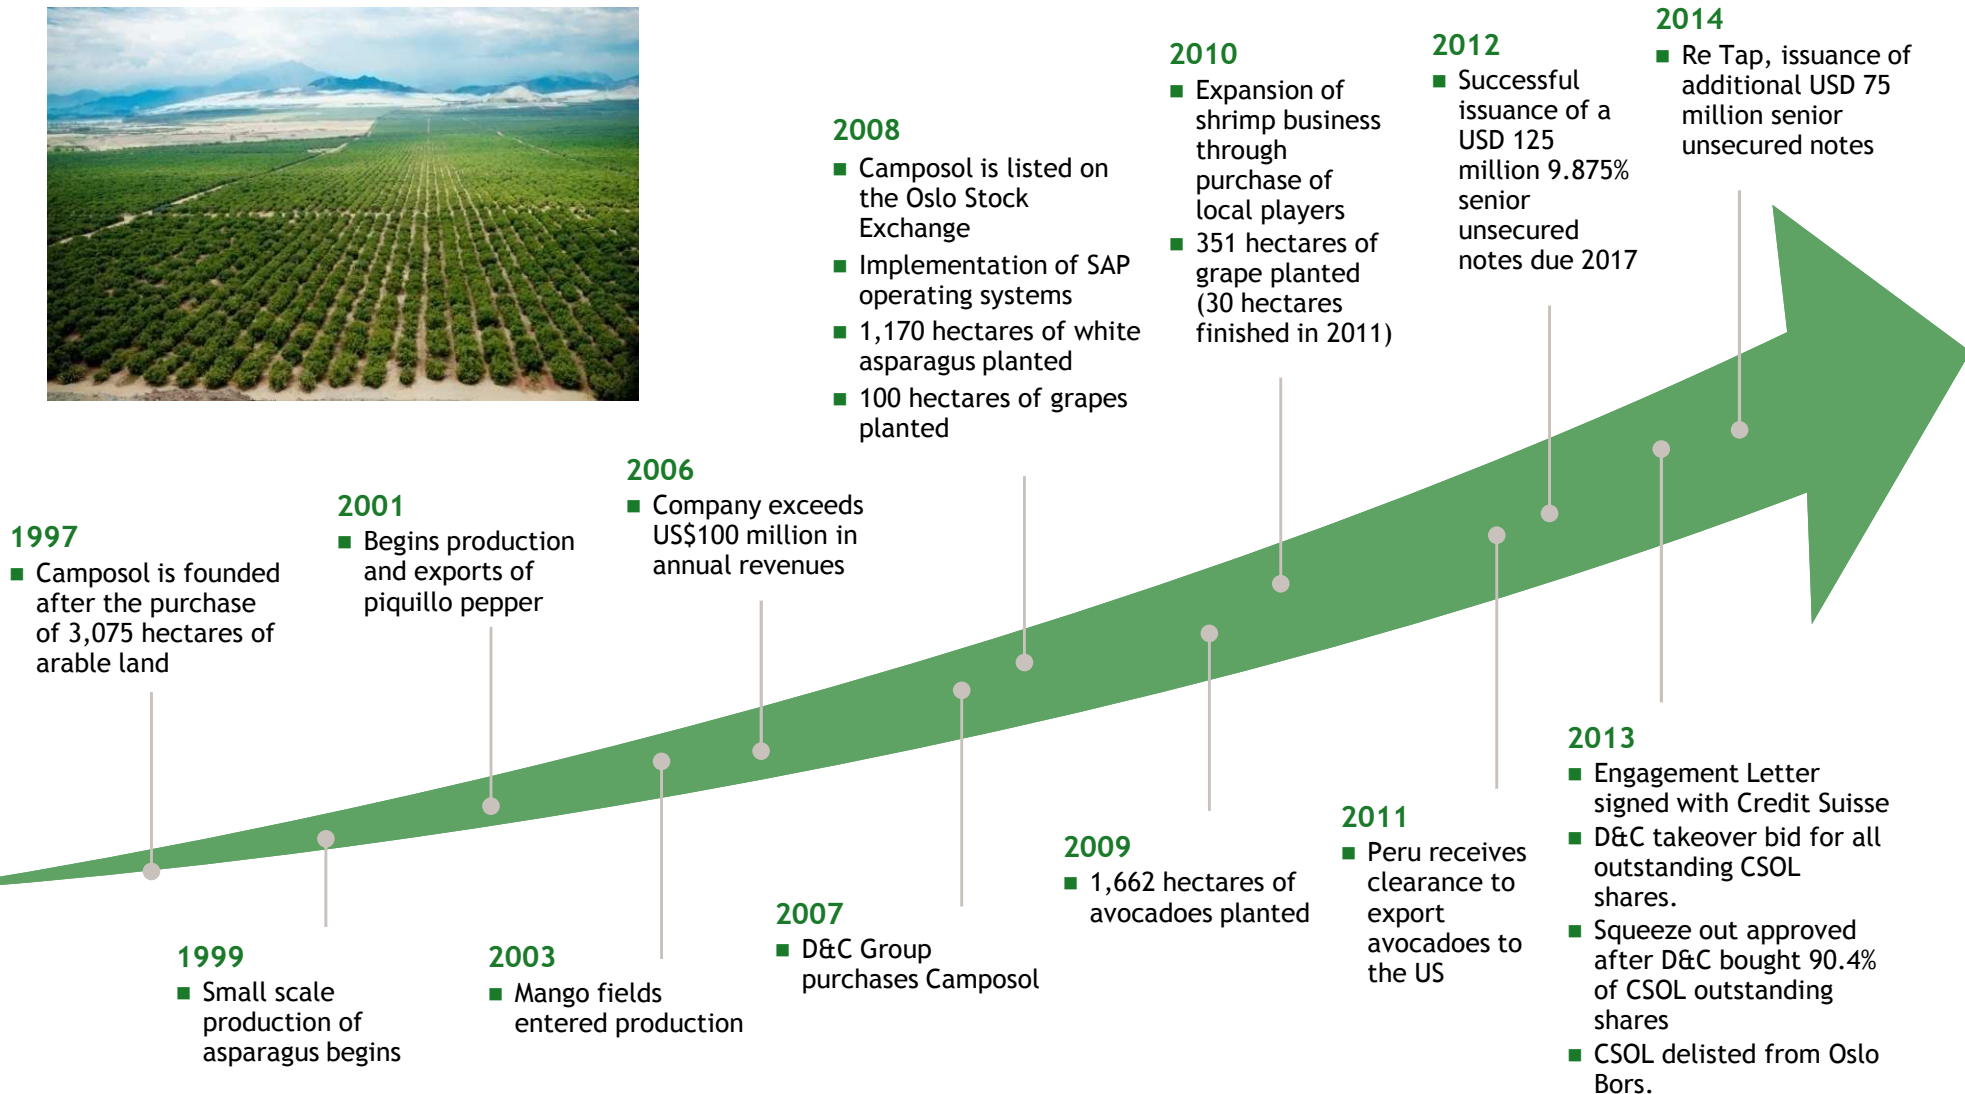 1997
■ Camposol is founded
after the purchase
of 3,075 hectares of
arable land
1999
■ Small scale
production of
asparagus begins
2001
■ Begins production
and exports of
piquillo pepper
2003
■ Mango fields
entered production
2006
■ Company exceeds
US$100 million in
annual revenues
2007
■ D&C Group
purchases Camposol
2008
■ Camposol is listed on
the Oslo Stock
Exchange
■ Implementation of SAP
operating systems
■ 1,170 hectares of white
asparagus planted
■ 100 hectares of grapes
planted
2009
■ 1,662 hectares of
avocadoes planted
2010
■ Expansion of
shrimp business
through
purchase of
local players
■ 351 hectares of
grape planted
(30 hectares
finished in 2011)
2011
■ Peru receives
clearance to
export
avocadoes to
the US
2012
■ Successful
issuance of a
USD 125
million 9.875%
senior
unsecured
notes due 2017
2013
■ Engagement Letter
signed with Credit Suisse
■ D&C takeover bid for all
outstanding CSOL
shares.
■ Squeeze out approved
after D&C bought 90.4%
of CSOL outstanding
shares
■ CSOL delisted from Oslo
Bors.
2014
■ Re Tap, issuance of
additional USD 75
million senior
unsecured notes